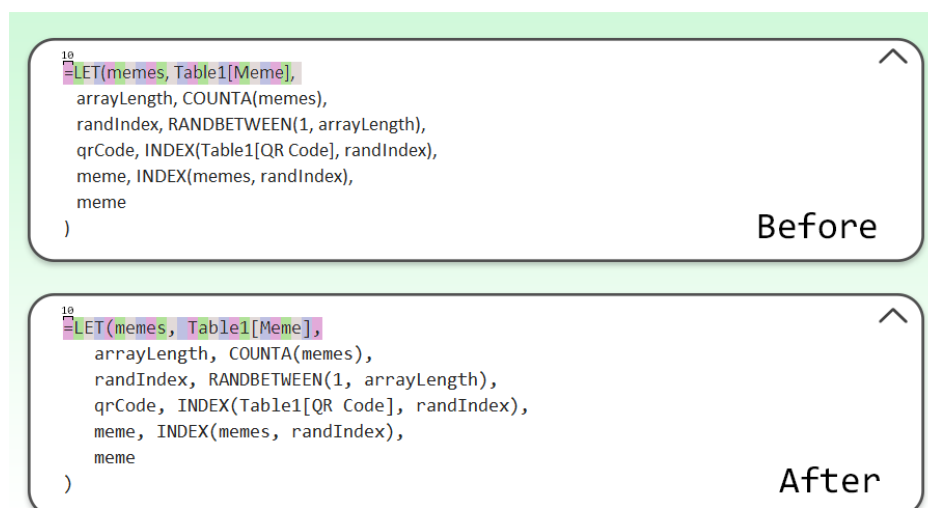 10
=LET(memes, Table1[Meme],
arrayLength, COUNTA(memes),
randIndex, RANDBETWEEN(1, arrayLength),
qrCode, INDEX(Table1[QR Code], randIndex),
meme, INDEX(memes, randIndex),
meme
)
Before
10
=LET(memes, Table1[Meme],
arrayLength, COUNTA(memes),
randIndex, RANDBETWEEN(1, arrayLength),
qrCode, INDEX(Table1[QR Code], randIndex),
meme, INDEX(memes, randIndex),
meme
)
After